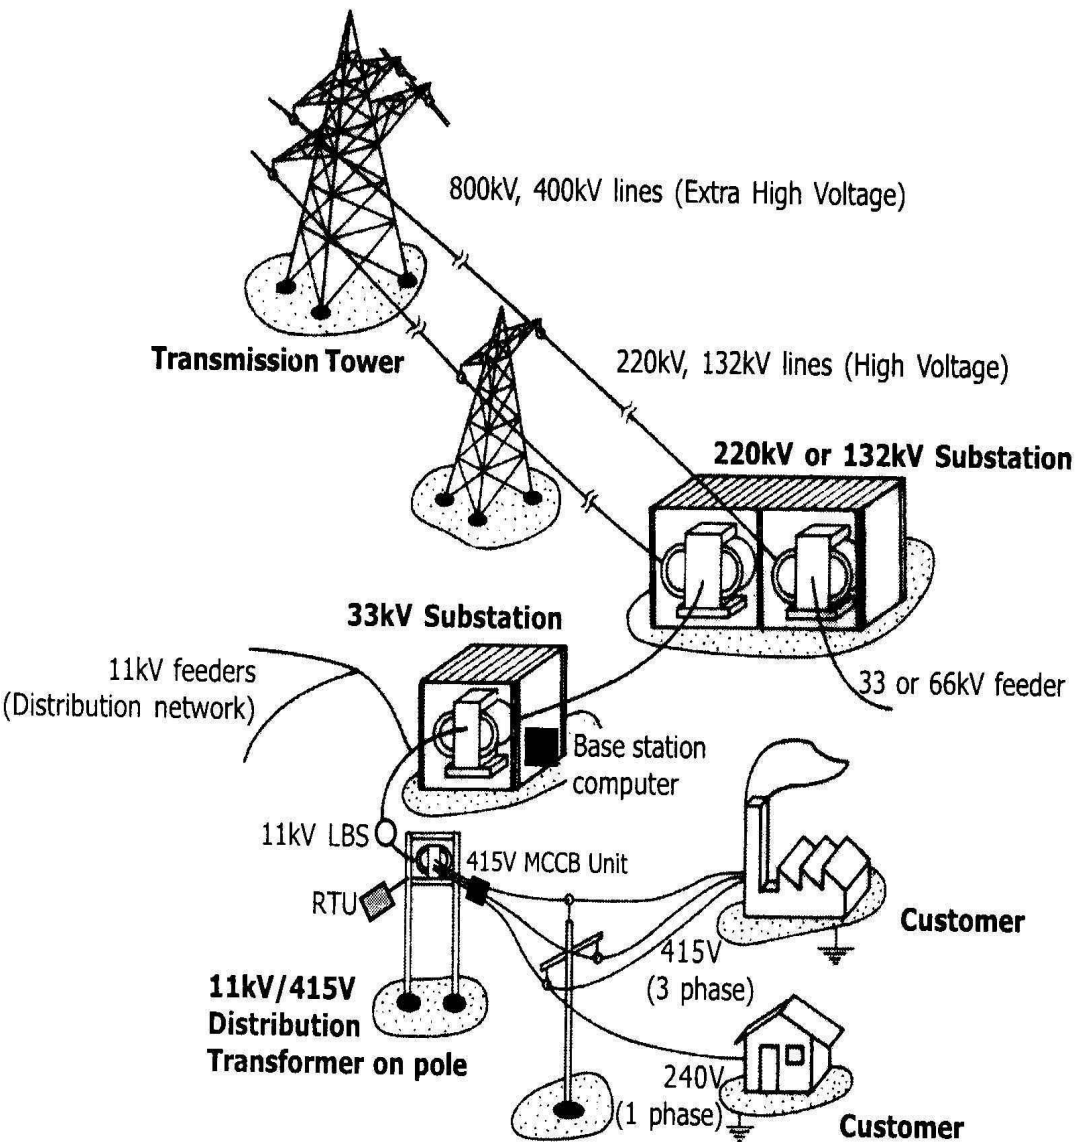 800kV, 400kV lines (Extra High Voltage)
Transmission Tower
220kV, 132kV lines (High Voltage)
220kV or 132kV Substation
33kV Substation
11kV feeders
(Distribution network)
33 or 66kV feeder
Base station
computer
11kV LBS
415V MCCB Unit
RTU
Customer
415V
(3 phase)
11kV/415V
Distribution
Transformer on pole
240V
(1 phase)
Customer